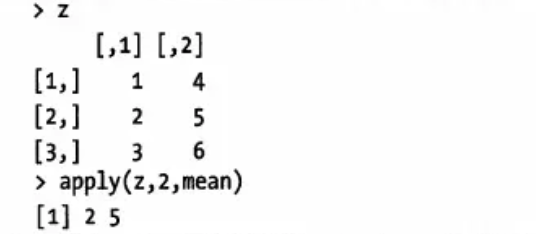 > z
     [,1] [,2]
[1,]    1    4
[2,]    2    5
[3,]    3    6
> apply(z,2,mean)
[1] 2 5